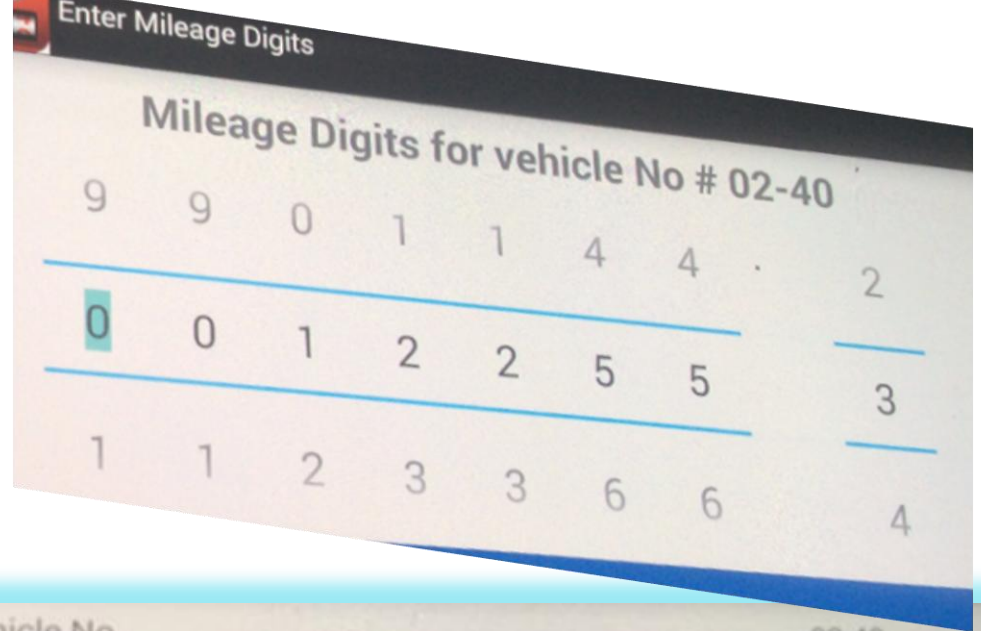 Enter Mileage Digits
Mileage Digits for vehicle No # 02-40
9 9 0 1 1 4 4 . 2
0 0 1 2 2 5 5 3
1 1 2 3 3 6 6 4
No